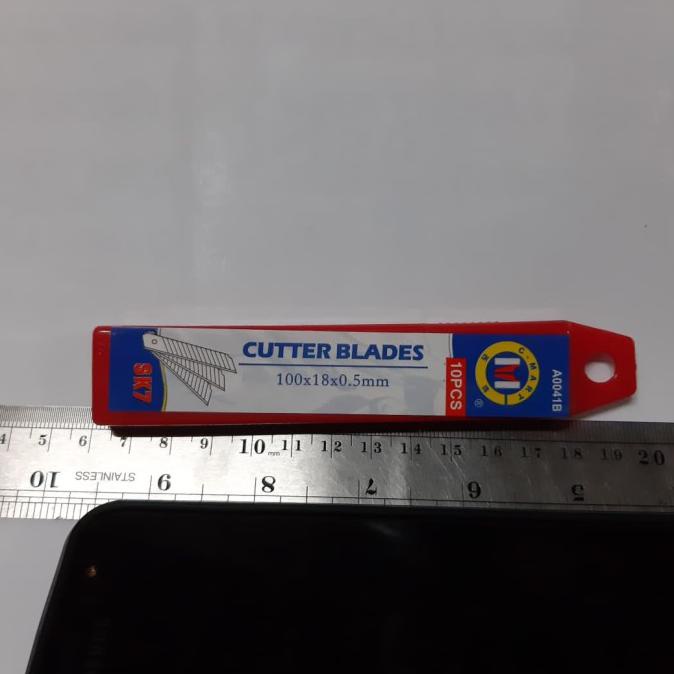 SK7
CUTTER BLADES
100x18x0.5mm
10PCS
C-MART
®
A0041B
4 5 6 7 8 9 10 mm 11 12 13 14 15 16 17 18 19 20
10 STAINLESS 9 8 7 6 5